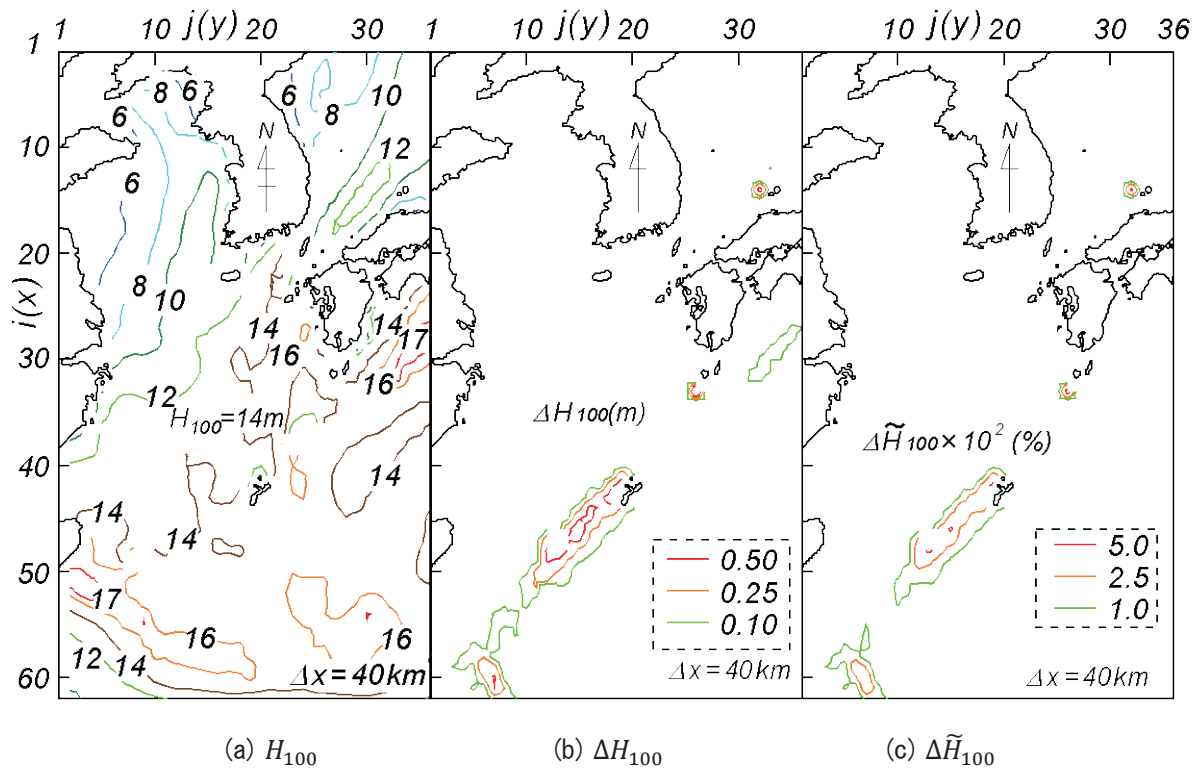 1 10 j(y) 20 30 1 10 j(y) 20 30 10 j(y) 20 30 36
1
10
20
i(x)
30
40
50
60
6 8 6 6 8 10
6
N N N
12
6
8
10
14 14 17
16 16
12
H100=14m
14
14 14
17
16 16
12 14
Δx=40km
ΔH100(m)
0.50
0.25
0.10
Δx=40km
ΔH̃100×10² (%)
5.0
2.5
1.0
Δx=40km
(a) H₁₀₀ (b) ΔH₁₀₀ (c) ΔH̃₁₀₀